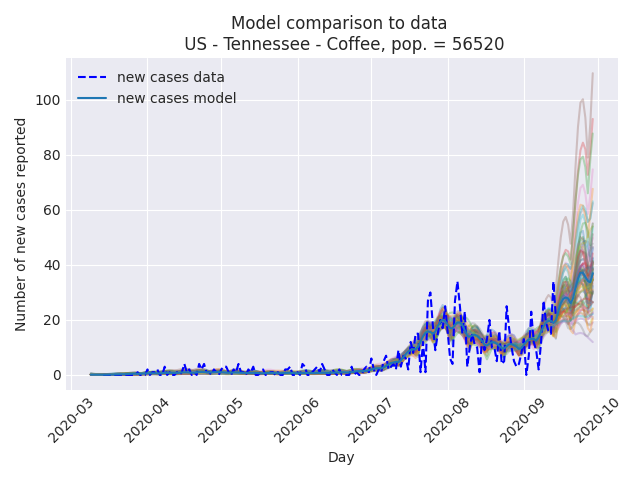 Model comparison to data
US - Tennessee - Coffee, pop. = 56520
new cases data
new cases model
Number of new cases reported
100
80
60
40
20
0
2020-03
2020-04
2020-05
2020-06
2020-07
2020-08
2020-09
2020-10
Day